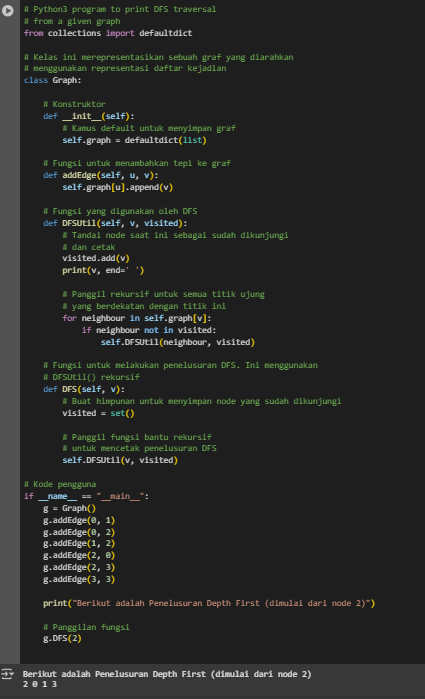 # Python3 program to print DFS traversal
# from a given graph
from collections import defaultdict

# Kelas ini merepresentasikan sebuah graf yang diarahkan
# menggunakan representasi daftar kejadian
class Graph:

    # Konstruktor
    def __init__(self):
        # Kamus default untuk menyimpan graf
        self.graph = defaultdict(list)

    # Fungsi untuk menambahkan tepi ke graf
    def addEdge(self, u, v):
        self.graph[u].append(v)

    # Fungsi yang digunakan oleh DFS
    def DFSUtil(self, v, visited):
        # Tandai node saat ini sebagai sudah dikunjungi
        # dan cetak
        visited.add(v)
        print(v, end=' ')

        # Panggil rekursif untuk semua titik ujung
        # yang berdekatan dengan titik ini
        for neighbour in self.graph[v]:
            if neighbour not in visited:
                self.DFSUtil(neighbour, visited)

    # Fungsi untuk melakukan penelusuran DFS. Ini menggunakan
    # DFSUtil() rekursif
    def DFS(self, v):
        # Buat himpunan untuk menyimpan node yang sudah dikunjungi
        visited = set()

        # Panggil fungsi bantu rekursif
        # untuk mencetak penelusuran DFS
        self.DFSUtil(v, visited)

# Kode pengguna
if __name__ == "__main__":
    g = Graph()
    g.addEdge(0, 1)
    g.addEdge(0, 2)
    g.addEdge(1, 2)
    g.addEdge(2, 0)
    g.addEdge(2, 3)
    g.addEdge(3, 3)

    print("Berikut adalah Penelusuran Depth First (dimulai dari node 2)")

    # Panggilan fungsi
    g.DFS(2)

Berikut adalah Penelusuran Depth First (dimulai dari node 2)
2 0 1 3